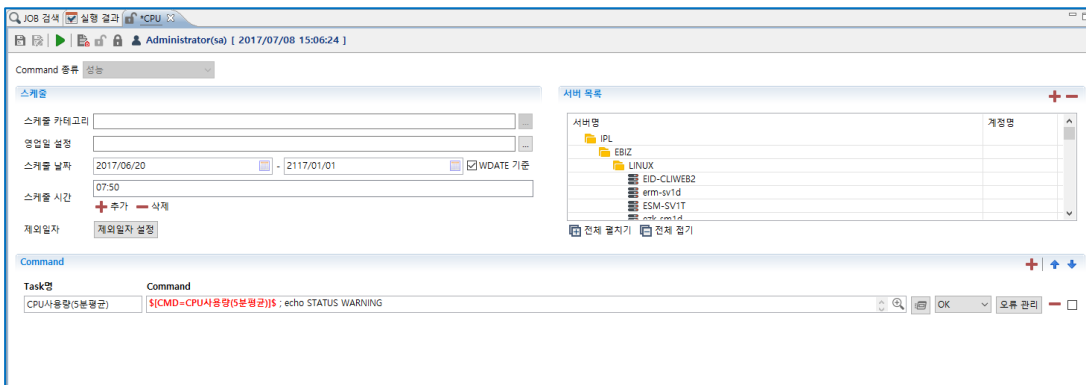 JOB 검색 실행 결과 *CPU
Administrator(sa) [ 2017/07/08 15:06:24 ]
Command 종류 성능
스케줄
스케줄 카테고리 ...
영업일 설정 ...
스케줄 날짜 2017/06/20 - 2117/01/01 WDATE 기준
스케줄 시간 07:50
추가 삭제
제외일자 제외일자 설정
서버 목록
서버명 계정명
IPL
EBIZ
LINUX
EID-CLIWEB2
erm-sv1d
ESM-SV1T
전체 펼치기 전체 접기
Command
Task명 Command
CPU사용량(5분평균) $[CMD=CPU사용량(5분평균)]$ ; echo STATUS WARNING OK 오류 관리